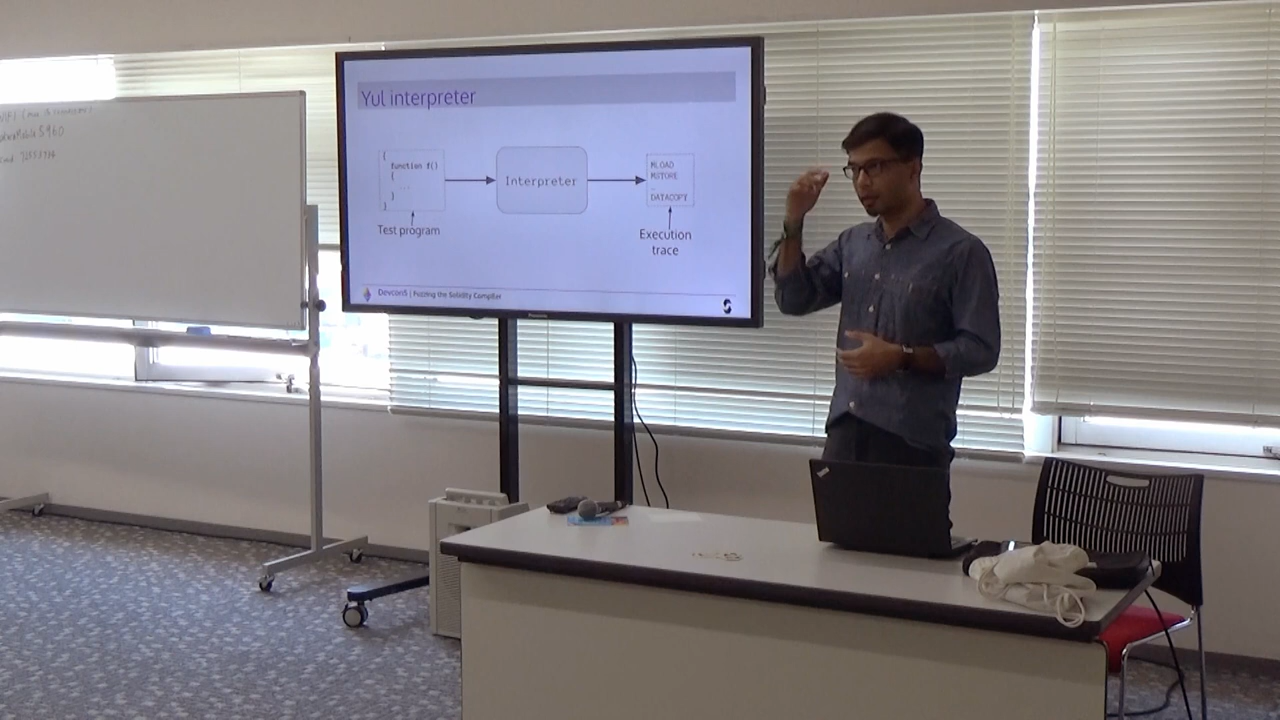 Yul interpreter
{
function f()
{
...
}
}
Test program
Interpreter
MLOAD
MSTORE
DATACOPY
Execution
trace
Devcon5 | Fuzzing the Solidity Compiler